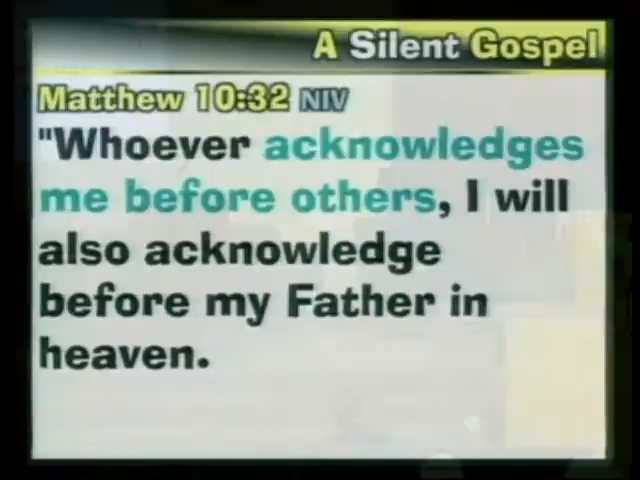 A Silent Gospel
Matthew 10:32 NIV
"Whoever acknowledges
me before others, I will
also acknowledge
before my Father in
heaven.